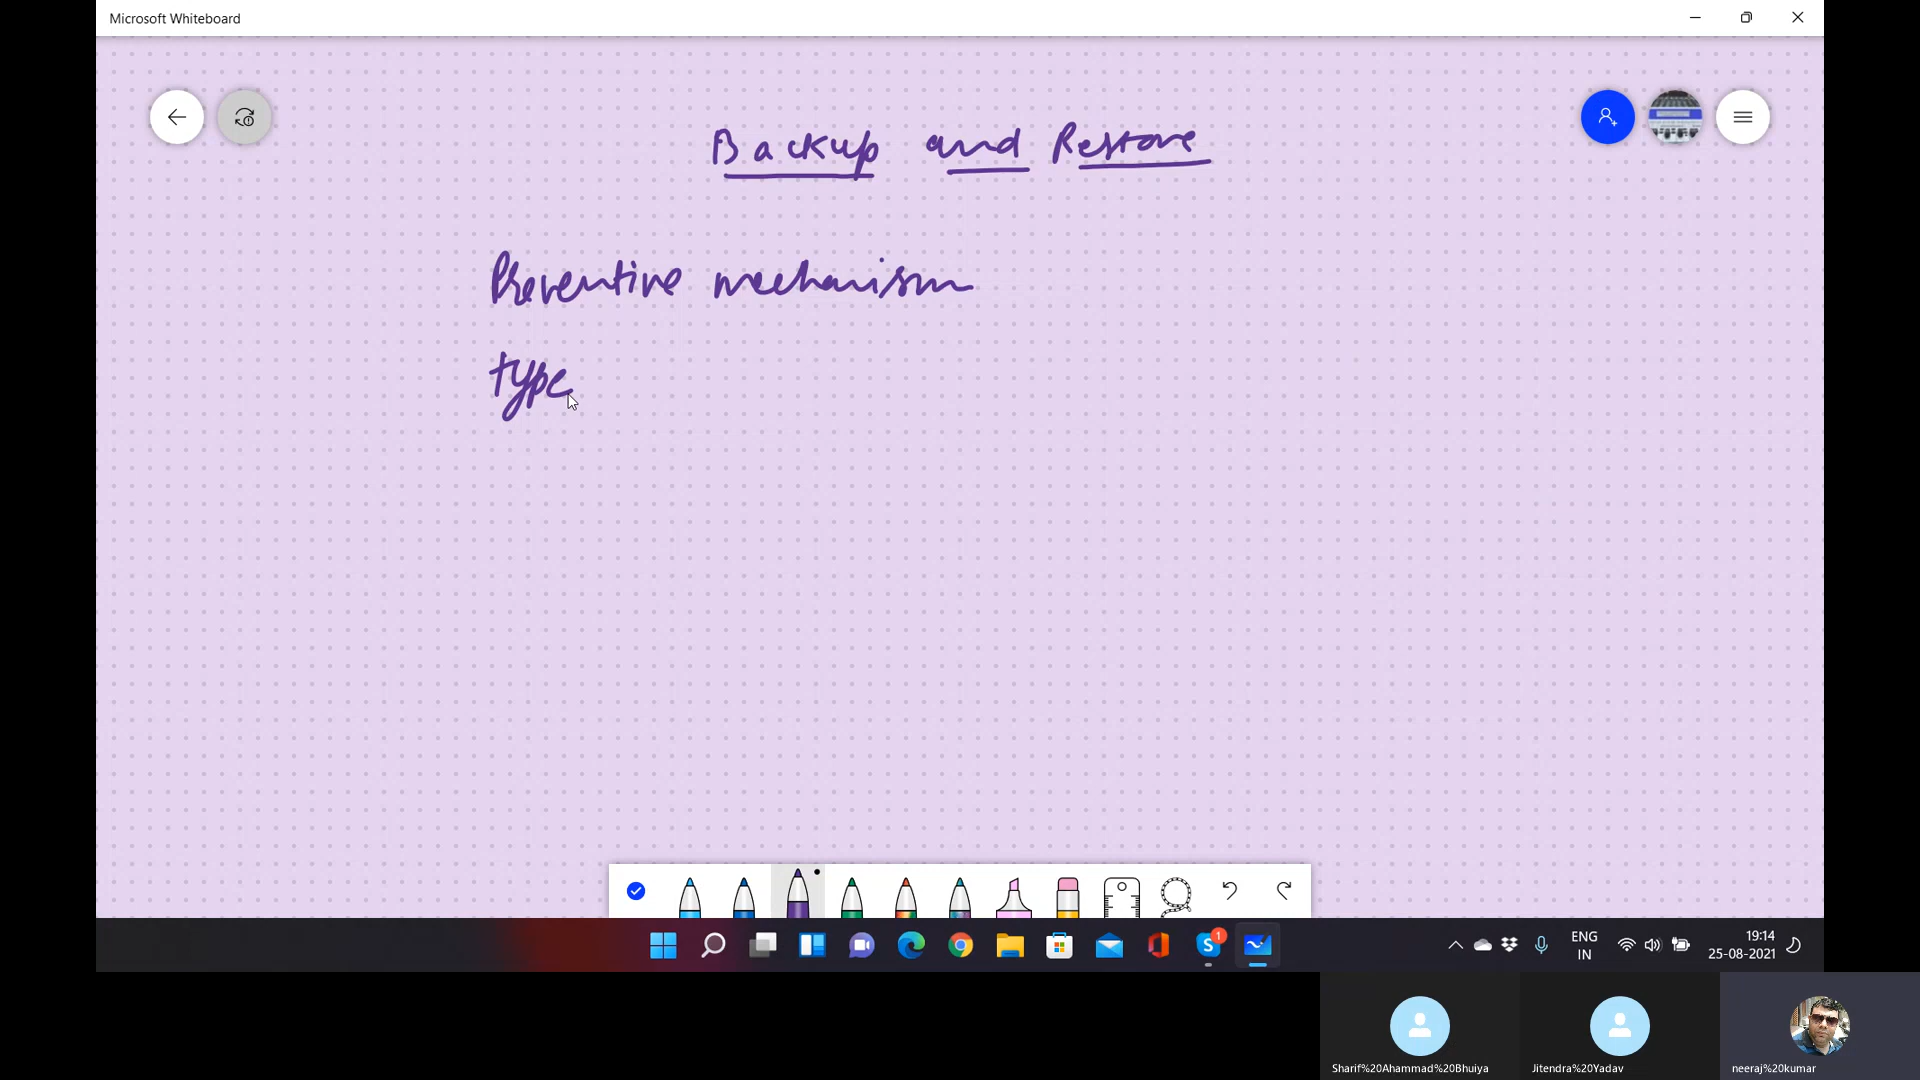 Microsoft Whiteboard
Backup and Restore
Preventive mechanism
type
1
S
ENG
IN
19:14
25-08-2021
Sharif%20Ahammad%20Bhuiya
Jitendra%20Yadav
neeraj%20kumar